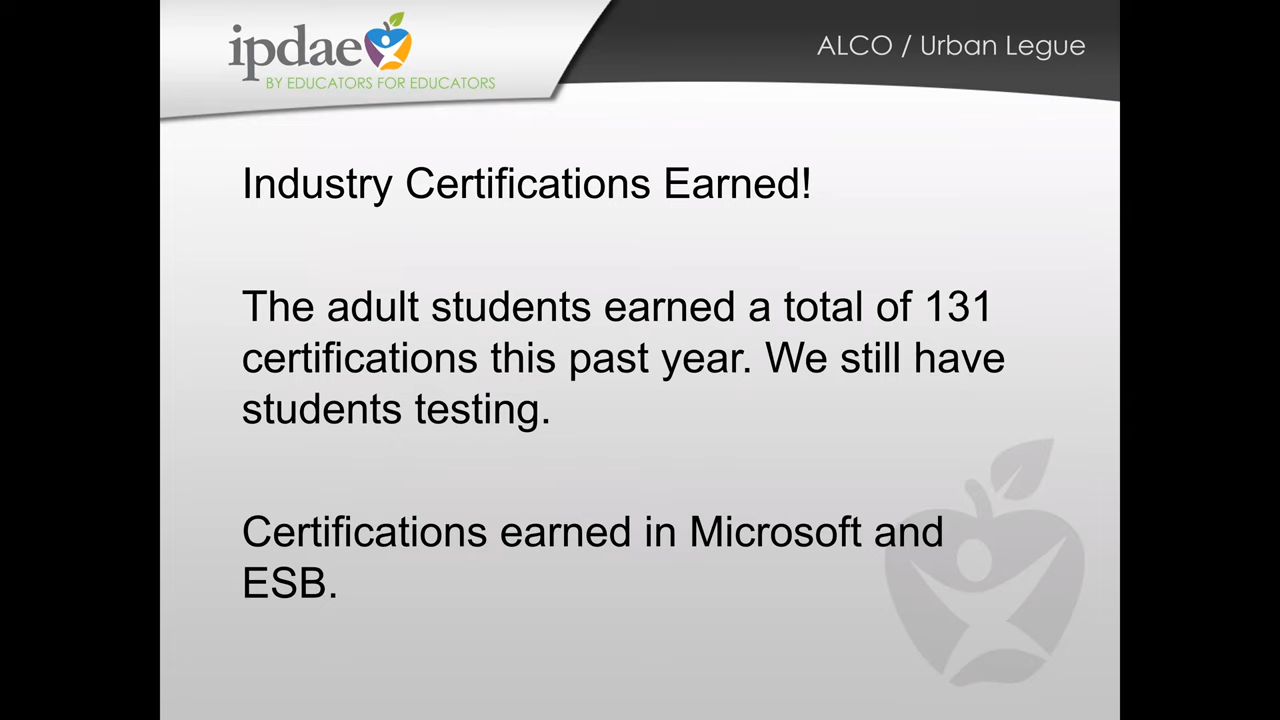 ipdae
BY EDUCATORS FOR EDUCATORS
ALCO / Urban Legue
Industry Certifications Earned!
The adult students earned a total of 131
certifications this past year. We still have
students testing.
Certifications earned in Microsoft and
ESB.